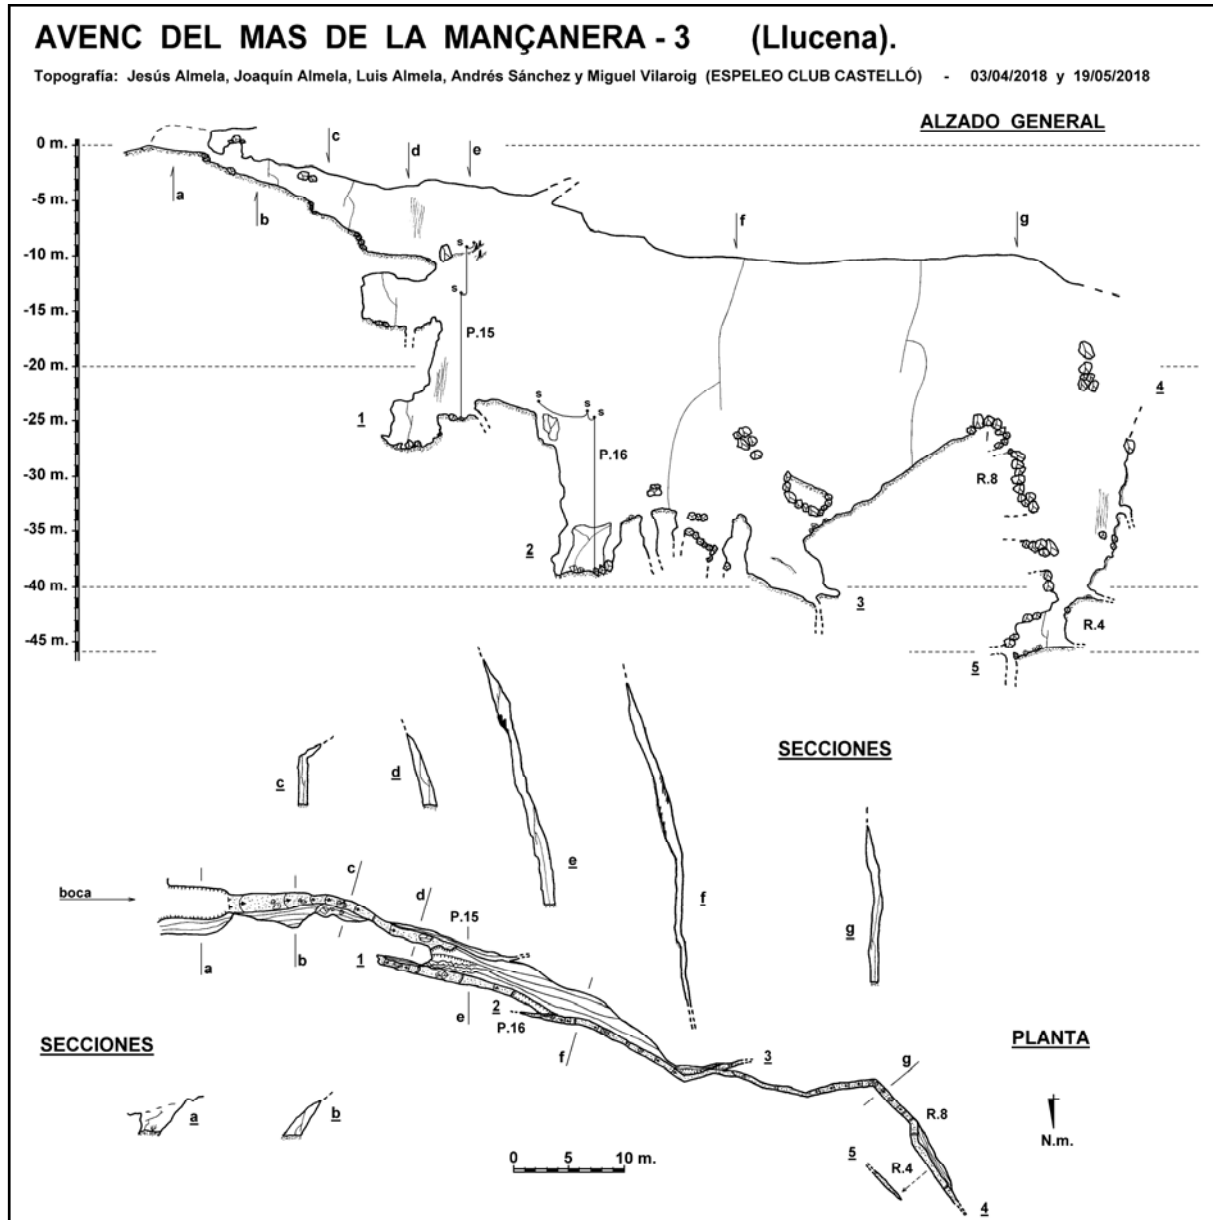 AVENC DEL MAS DE LA MANÇANERA - 3 (Llucena).
Topografía: Jesús Almela, Joaquín Almela, Luis Almela, Andrés Sánchez y Miguel Vilaroig (ESPELEO CLUB CASTELLÓ) - 03/04/2018 y 19/05/2018
ALZADO GENERAL
0 m.
c
d
e
-5 m.
a
b
f
g
-10 m.
s
s
-15 m.
P.15
-20 m.
4
s
s
s
-25 m.
1
P.16
-30 m.
R.8
-35 m.
2
-40 m.
3
R.4
-45 m.
5
SECCIONES
c
d
e
f
g
boca
c
d
P.15
a
b
1
e
2
P.16
f
3
g
R.8
5
R.4
4
SECCIONES
a
b
PLANTA
N.m.
0 5 10 m.